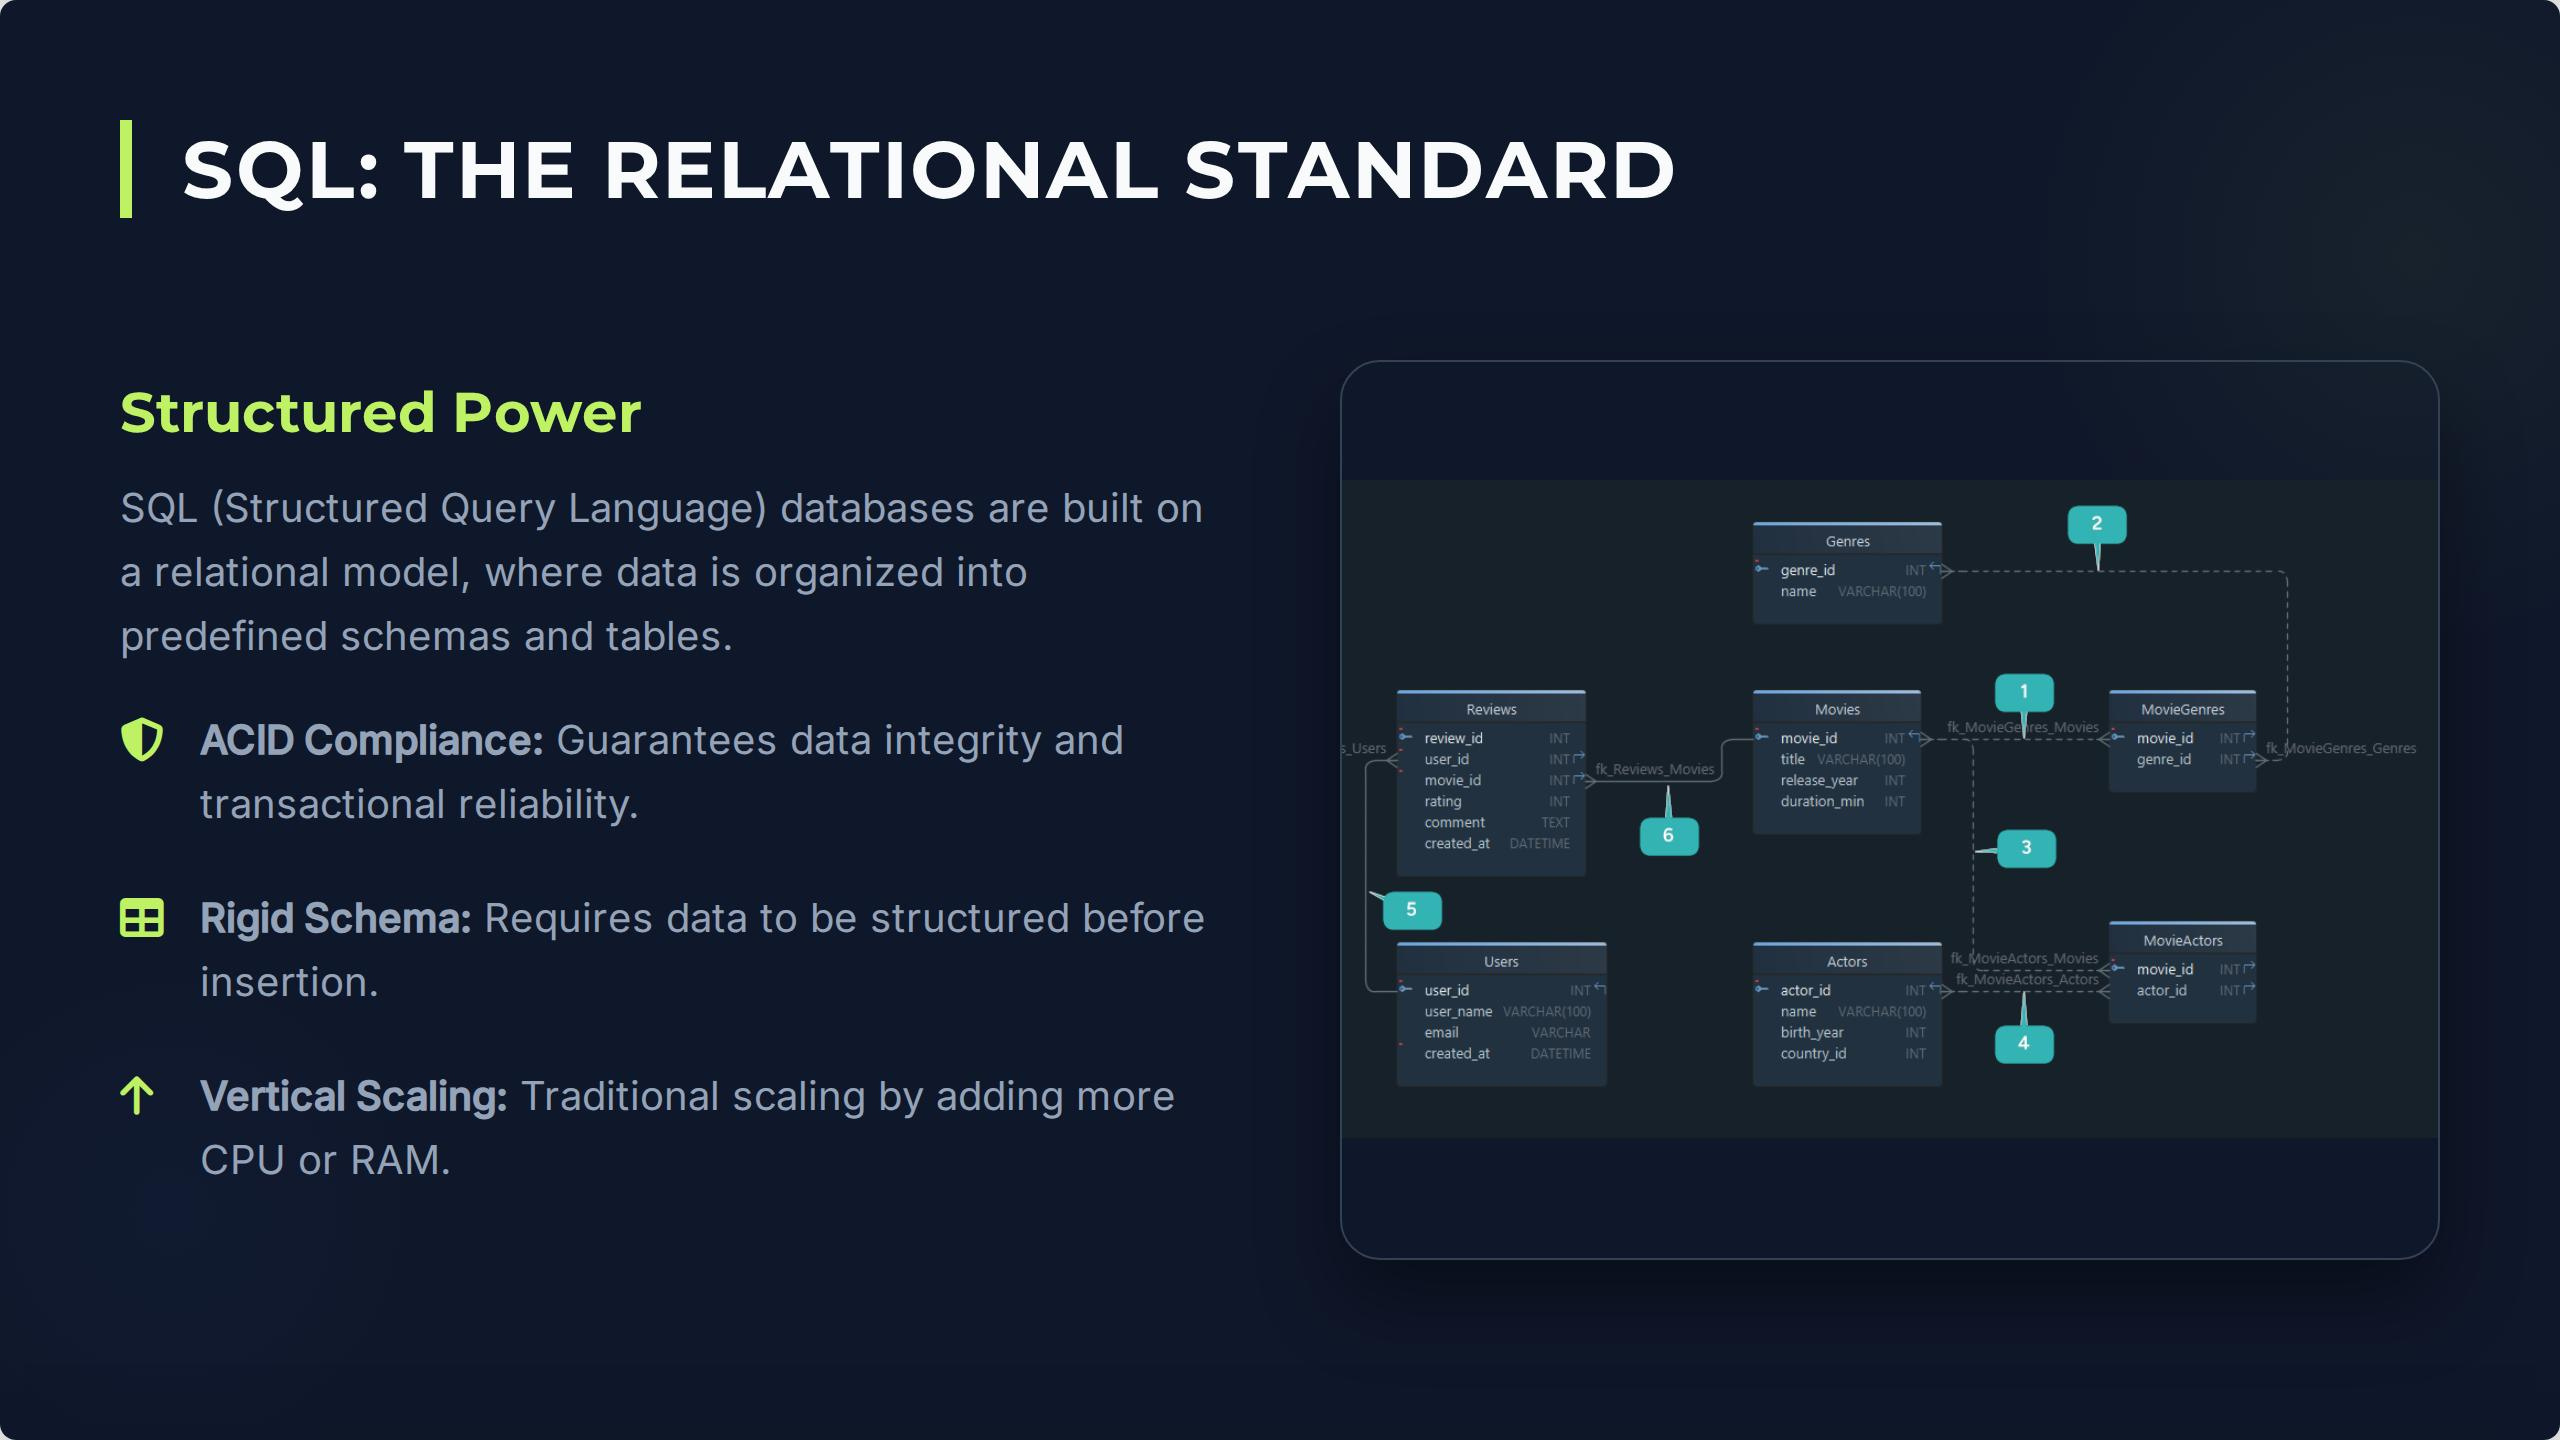 SQL: THE RELATIONAL STANDARD
Structured Power
SQL (Structured Query Language) databases are built on
a relational model, where data is organized into
predefined schemas and tables.
ACID Compliance: Guarantees data integrity and
transactional reliability.
Rigid Schema: Requires data to be structured before
insertion.
Vertical Scaling: Traditional scaling by adding more
CPU or RAM.
2
Genres
genre_id INT
name VARCHAR(100)
1
Reviews
review_id INT
user_id INT
movie_id INT
rating INT
comment TEXT
created_at DATETIME
s_Users
fk_Reviews_Movies
6
Movies
movie_id INT
title VARCHAR(100)
release_year INT
duration_min INT
fk_MovieGenres_Movies
MovieGenres
movie_id INT
genre_id INT
fk_MovieGenres_Genres
3
5
Users
user_id INT
user_name VARCHAR(100)
email VARCHAR
created_at DATETIME
Actors
actor_id INT
name VARCHAR(100)
birth_year INT
country_id INT
fk_MovieActors_Movies
fk_MovieActors_Actors
MovieActors
movie_id INT
actor_id INT
4